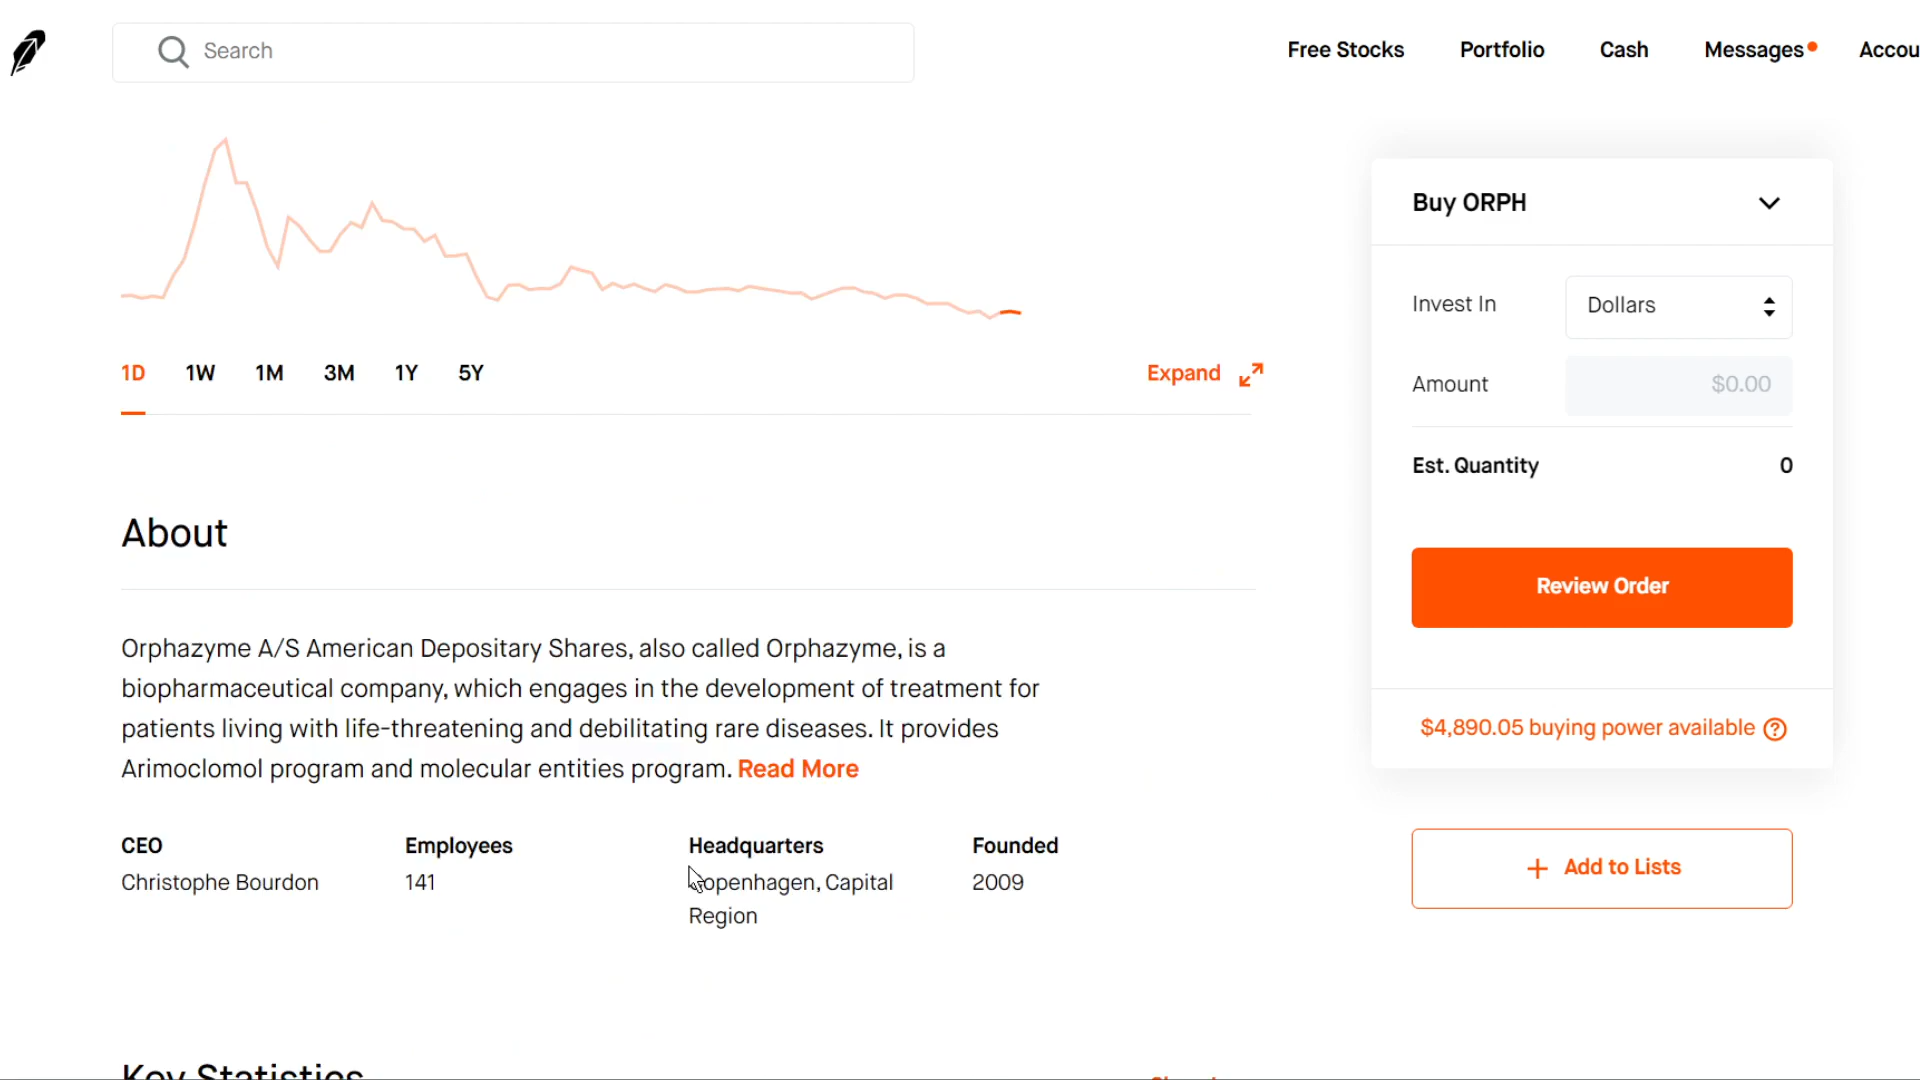 Search
Free Stocks
Portfolio
Cash
Messages
Accou
Buy ORPH
Invest In
Dollars
Amount
$0.00
Est. Quantity
0
Review Order
$4,890.05 buying power available
Add to Lists
1D
1W
1M
3M
1Y
5Y
Expand
About
Orphazyme A/S American Depositary Shares, also called Orphazyme, is a
biopharmaceutical company, which engages in the development of treatment for
patients living with life-threatening and debilitating rare diseases. It provides
Arimoclomol program and molecular entities program. Read More
CEO
Christophe Bourdon
Employees
141
Headquarters
Copenhagen, Capital
Region
Founded
2009
Key Statistics